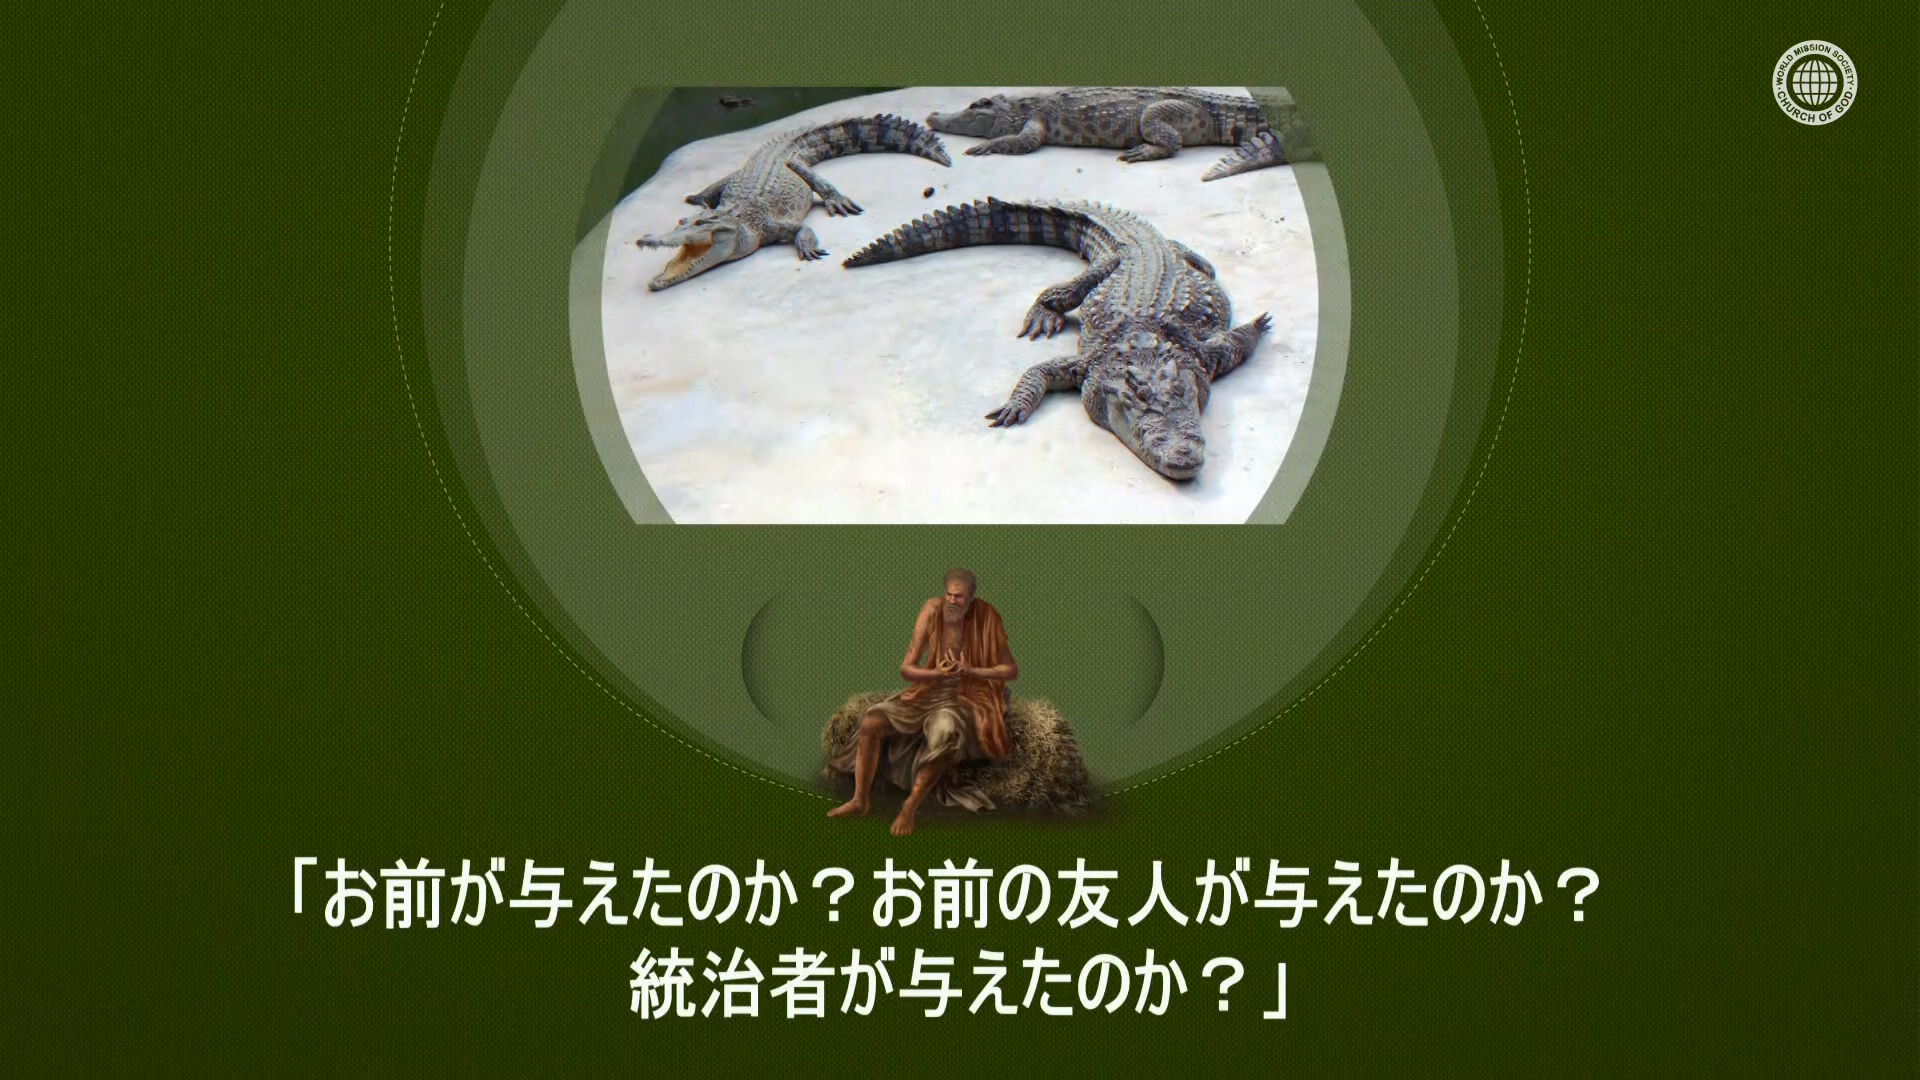 WORLD MISSION SOCIETY
CHURCH OF GOD
「お前が与えたのか？お前の友人が与えたのか？
統治者が与えたのか？」